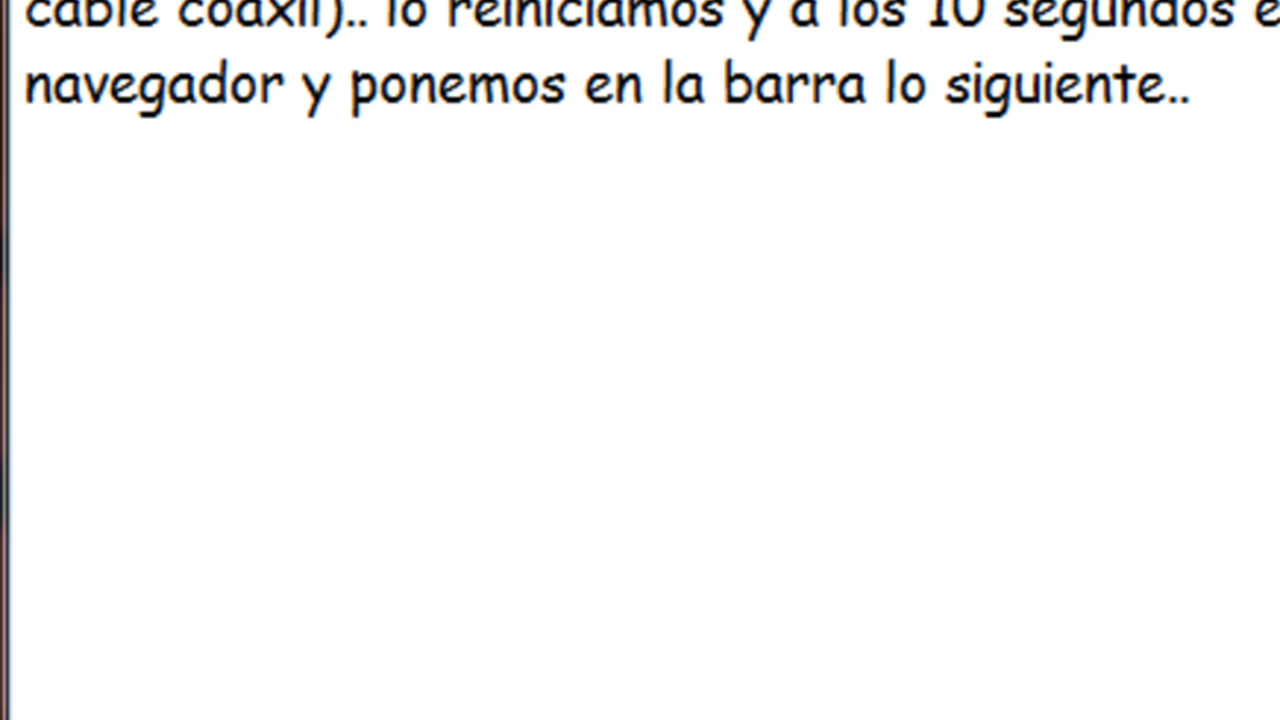 cable coaxil).. lo reiniciamos y a los 10 segundos
navegador y ponemos en la barra lo siguiente..